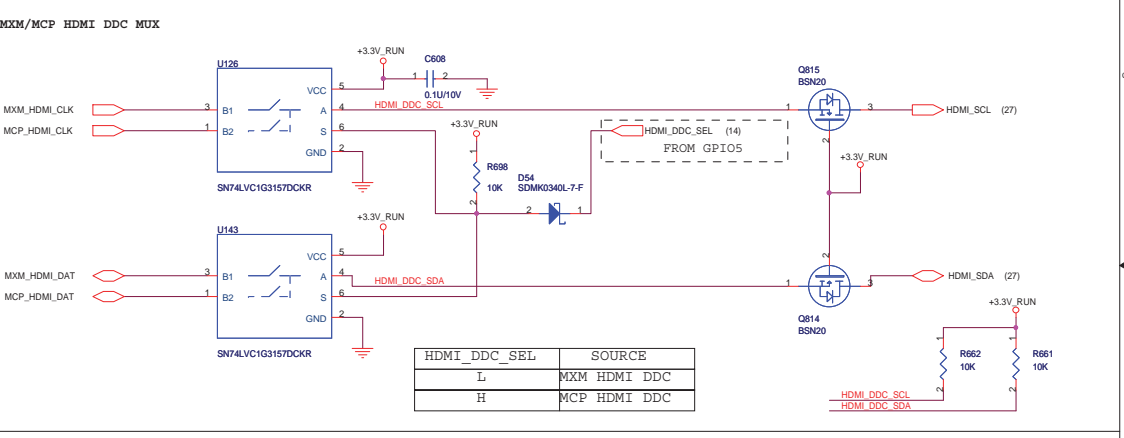 MXM/MCP HDMI DDC MUX
+3.3V_RUN
U126
C608
1 2
0.1U/10V
VCC 5
MXM_HDMI_CLK 3 B1 A 4 HDMI_DDC_SCL
MCP_HDMI_CLK 1 B2 S 6
GND 2
SN74LVC1G3157DCKR
+3.3V_RUN
1
R698
10K
2
D54
SDMK0340L-7-F
2 1
HDMI_DDC_SEL (14)
FROM GPIO5
Q815
BSN20
1 3 HDMI_SCL (27)
2
+3.3V_RUN
U143
+3.3V_RUN
VCC 5
MXM_HDMI_DAT 3 B1 A 4 HDMI_DDC_SDA
MCP_HDMI_DAT 1 B2 S 6
GND 2
SN74LVC1G3157DCKR
2
1 3 HDMI_SDA (27)
Q814
BSN20
+3.3V_RUN
1 1
R662 R661
10K 10K
2 2
HDMI_DDC_SCL
HDMI_DDC_SDA
HDMI_DDC_SEL SOURCE
L MXM HDMI DDC
H MCP HDMI DDC